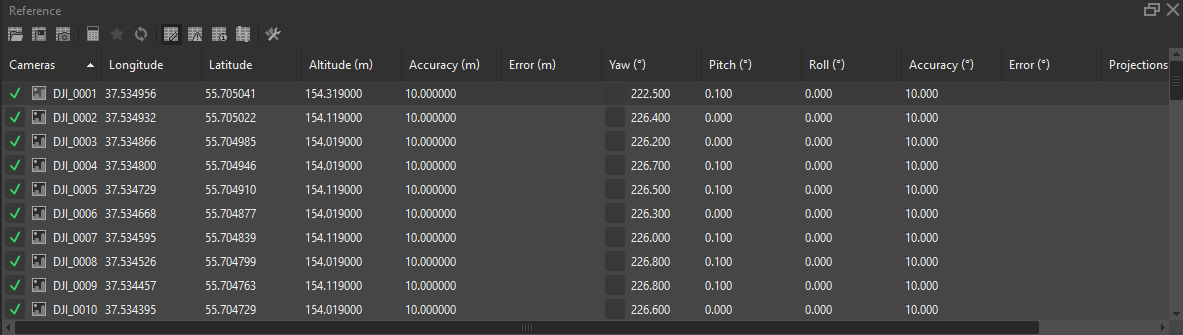 Reference
Cameras Longitude Latitude Altitude (m) Accuracy (m) Error (m) Yaw (°) Pitch (°) Roll (°) Accuracy (°) Error (°) Projections
DJI_0001 37.534956 55.705041 154.319000 10.000000 222.500 0.100 0.000 10.000
DJI_0002 37.534932 55.705022 154.119000 10.000000 226.400 0.000 0.000 10.000
DJI_0003 37.534866 55.704985 154.019000 10.000000 226.200 0.000 0.000 10.000
DJI_0004 37.534800 55.704946 154.019000 10.000000 226.700 0.100 0.000 10.000
DJI_0005 37.534729 55.704910 154.119000 10.000000 226.500 0.100 0.000 10.000
DJI_0006 37.534668 55.704877 154.019000 10.000000 226.300 0.000 0.000 10.000
DJI_0007 37.534595 55.704839 154.119000 10.000000 226.000 0.100 0.000 10.000
DJI_0008 37.534526 55.704799 154.019000 10.000000 226.800 0.100 0.000 10.000
DJI_0009 37.534457 55.704763 154.119000 10.000000 226.800 0.100 0.000 10.000
DJI_0010 37.534395 55.704729 154.019000 10.000000 226.600 0.000 0.000 10.000